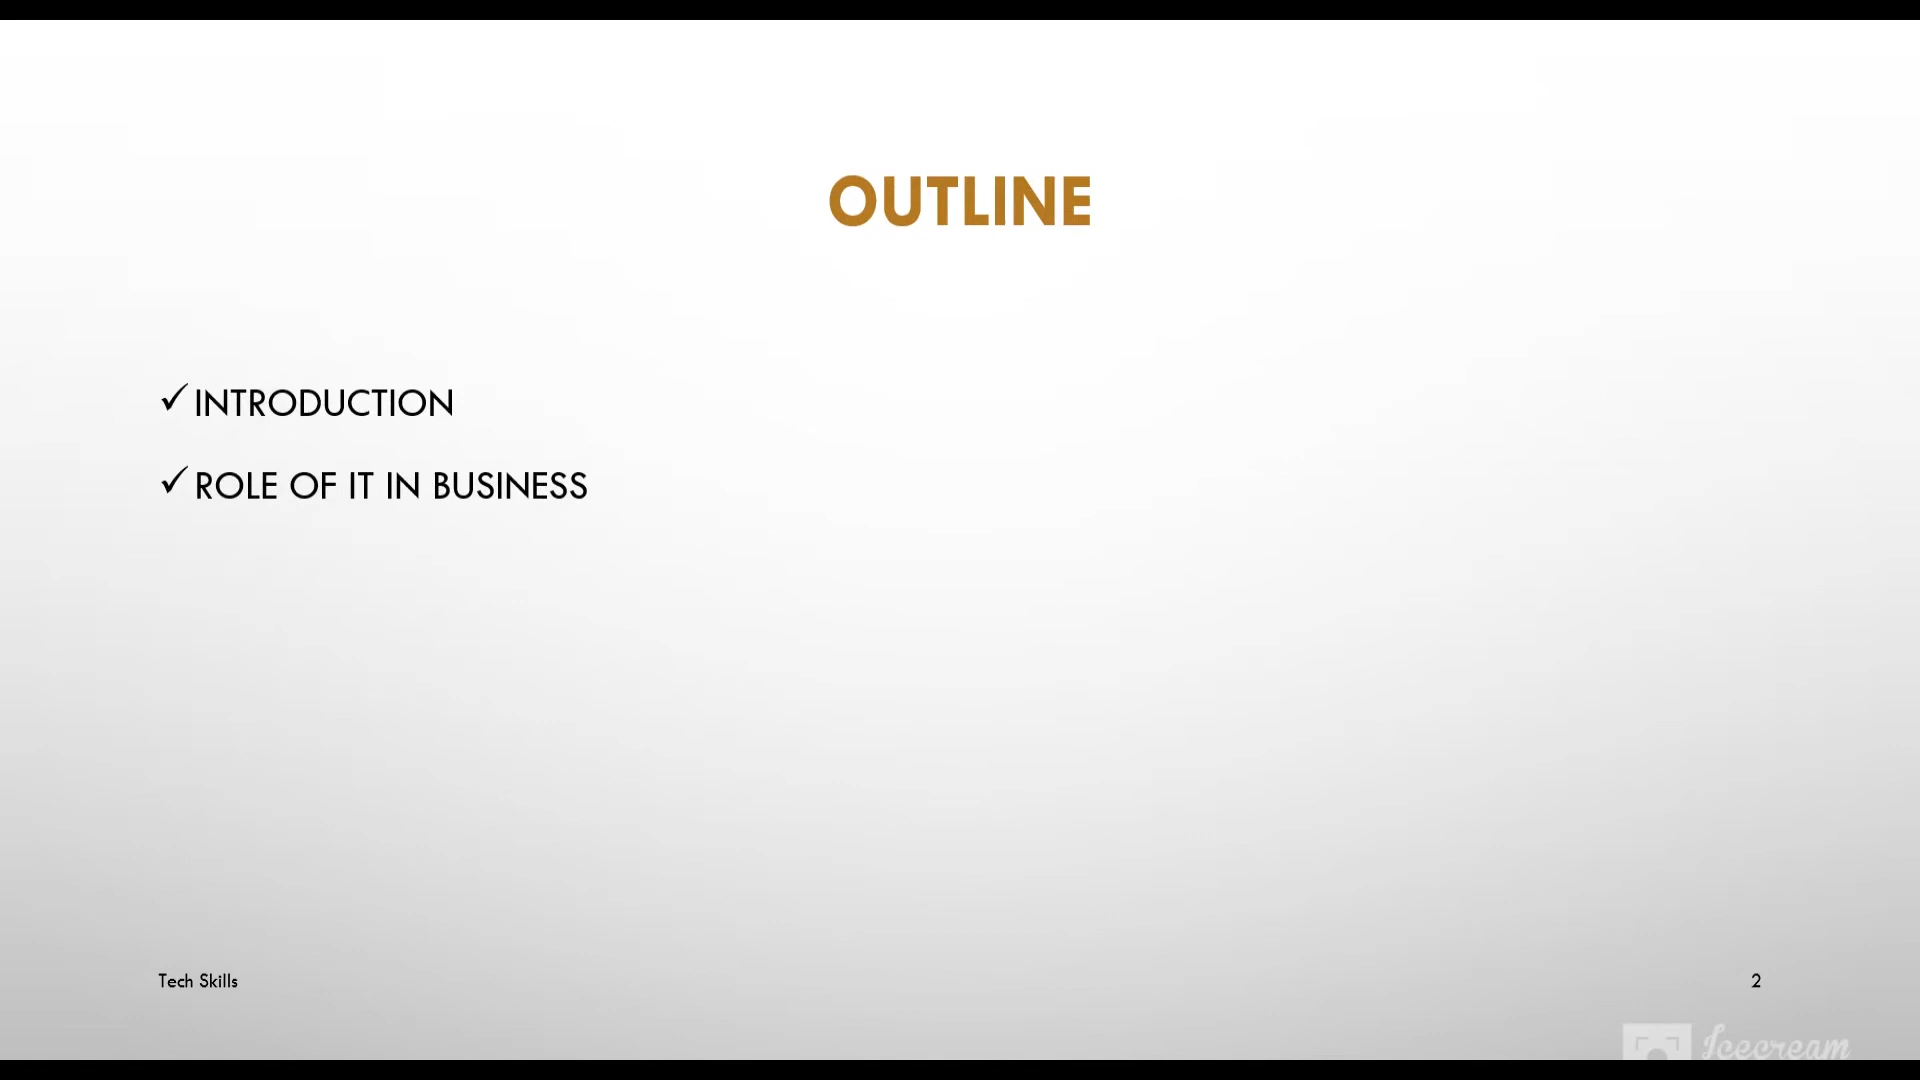 OUTLINE
✓ INTRODUCTION
✓ ROLE OF IT IN BUSINESS
Tech Skills
2
Icecream